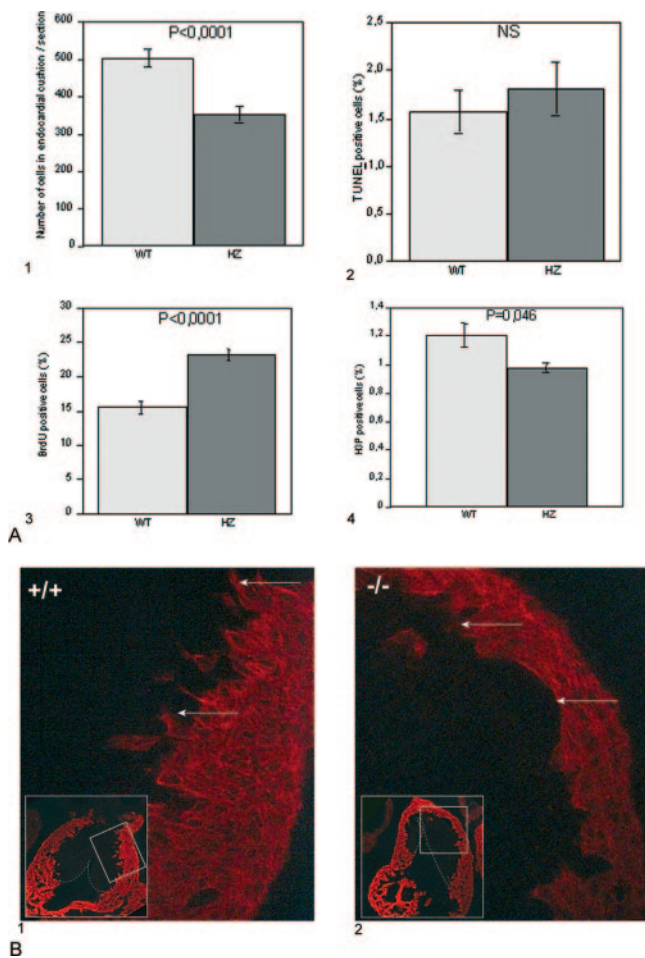 P<0,0001
Number of cells in endocardial cushion / section
600
500
400
300
200
100
0
WT
HZ
1
NS
TUNEL positive cells (%)
2,5
2,0
1,5
1,0
0,5
0,0
WT
HZ
2
P<0,0001
BrdU positive cells (%)
30
25
20
15
10
5
0
WT
HZ
3
P=0,046
H3P positive cells (%)
1,4
1,2
1
0,8
0,6
0,4
0,2
0
WT
HZ
4
A
+/+
1
-/-
2
B